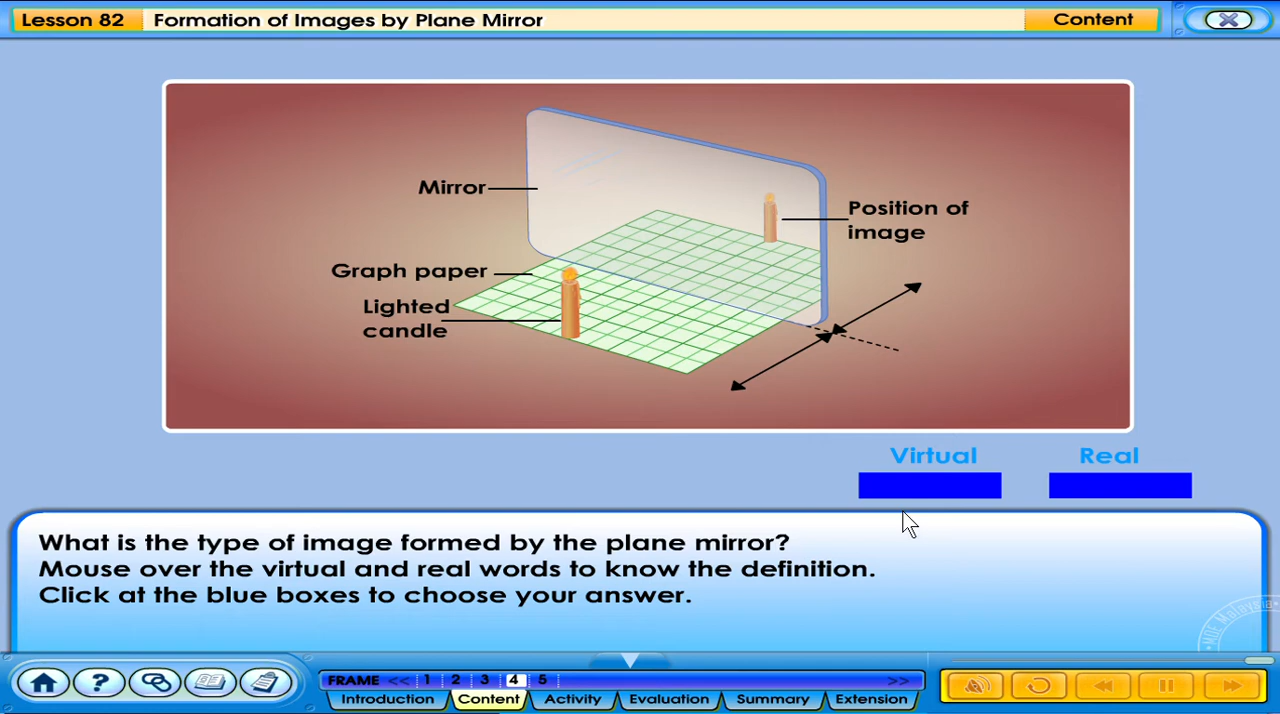 Lesson 82
Formation of Images by Plane Mirror
Content
Mirror
Position of
image
Graph paper
Lighted
candle
Virtual
Real
What is the type of image formed by the plane mirror?
Mouse over the virtual and real words to know the definition.
Click at the blue boxes to choose your answer.
MOE Malaysia
?
FRAME << 1 2 3 4 5 >>
Introduction
Content
Activity
Evaluation
Summary
Extension